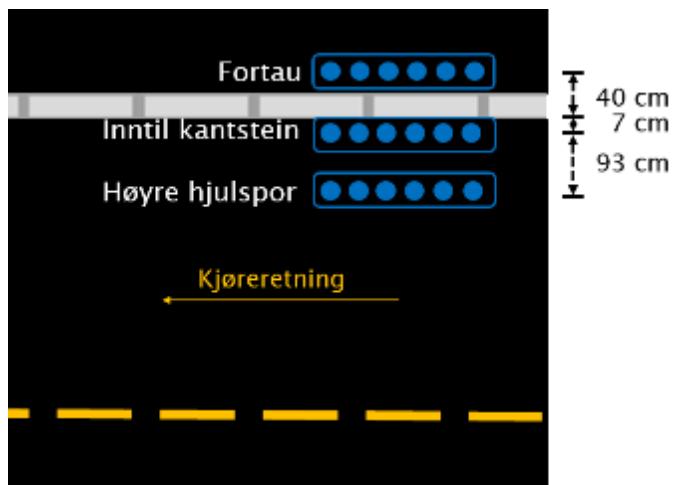 Fortau
40 cm
Inntil kantstein
7 cm
93 cm
Høyre hjulspor
Kjøreretning